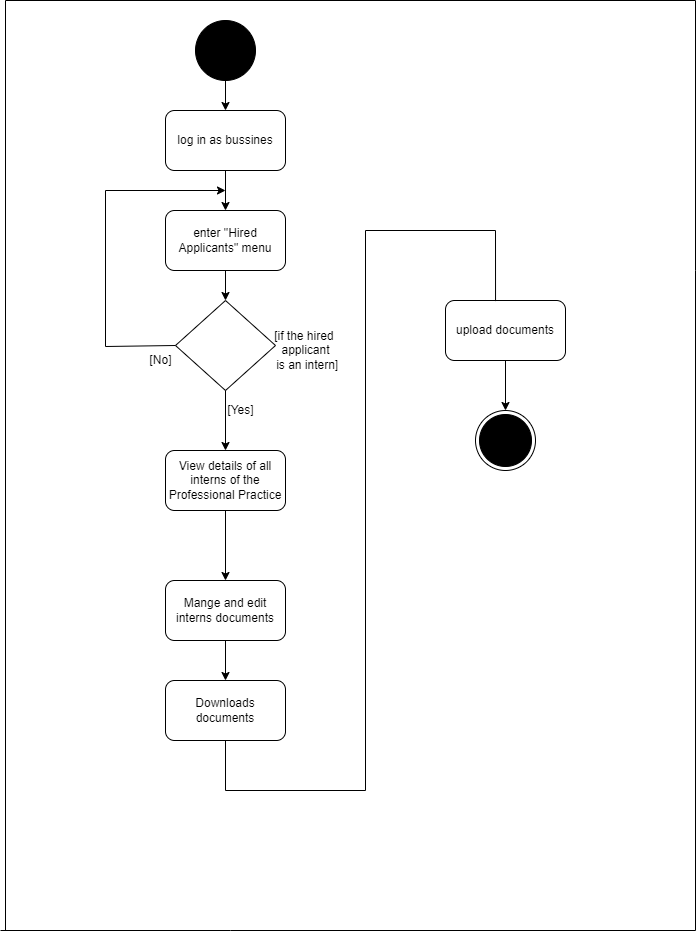 log in as bussines
enter "Hired
Applicants" menu
[if the hired
applicant
is an intern]
[No]
[Yes]
View details of all
interns of the
Professional Practice
Mange and edit
interns documents
Downloads
documents
upload documents